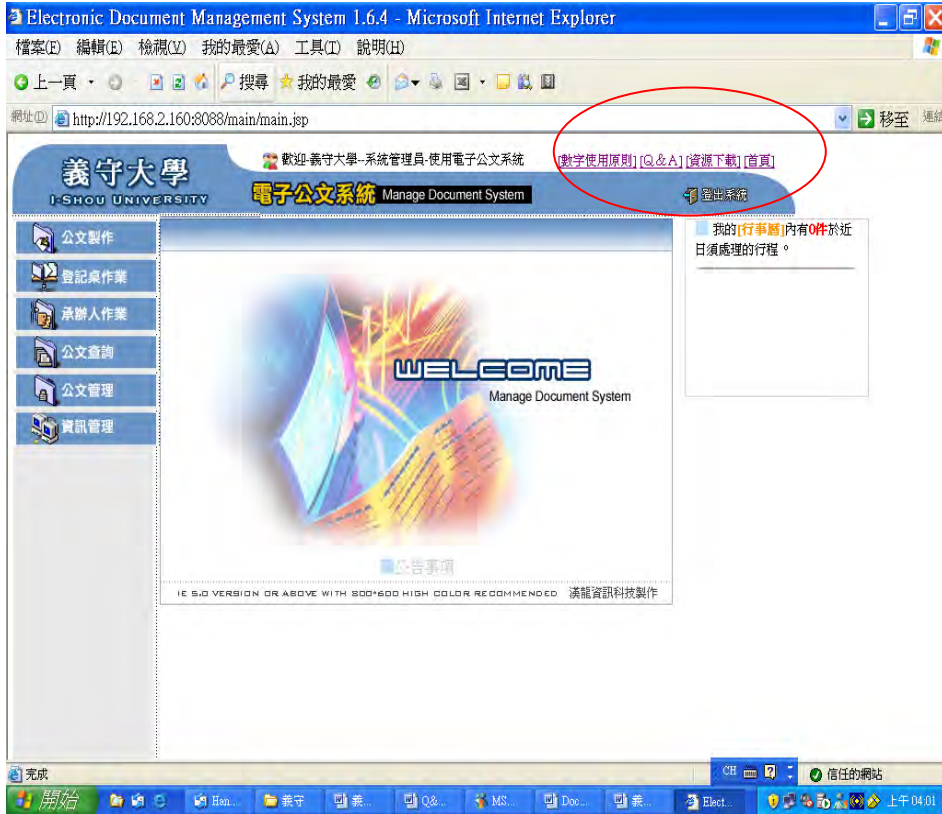 Electronic Document Management System 1.6.4 - Microsoft Internet Explorer
檔案(F) 編輯(E) 檢視(V) 我的最愛(A) 工具(T) 說明(H)
上一頁 搜尋 我的最愛
網址(D) http://192.168.2.160:8088/main/main.jsp 移至 連結
義守大學
I-SHOU UNIVERSITY
歡迎-義守大學--系統管理員-使用電子公文系統 [數字使用原則] [Q&A] [資源下載] [首頁]
電子公文系統 Manage Document System 登出系統
公文製作
登記桌作業
承辦人作業
公文查詢
公文管理
資訊管理
我的[行事曆]內有0件於近
日須處理的行程。
WELCOME
Manage Document System
公告事項
IE 5.0 VERSION OR ABOVE WITH 800*600 HIGH COLOR RECOMMENDED 漢龍資訊科技製作
完成 CH 信任的網站
開始 Han... 義守 義... Q&... MS... Doc... 義... Elect... 上午 04:01